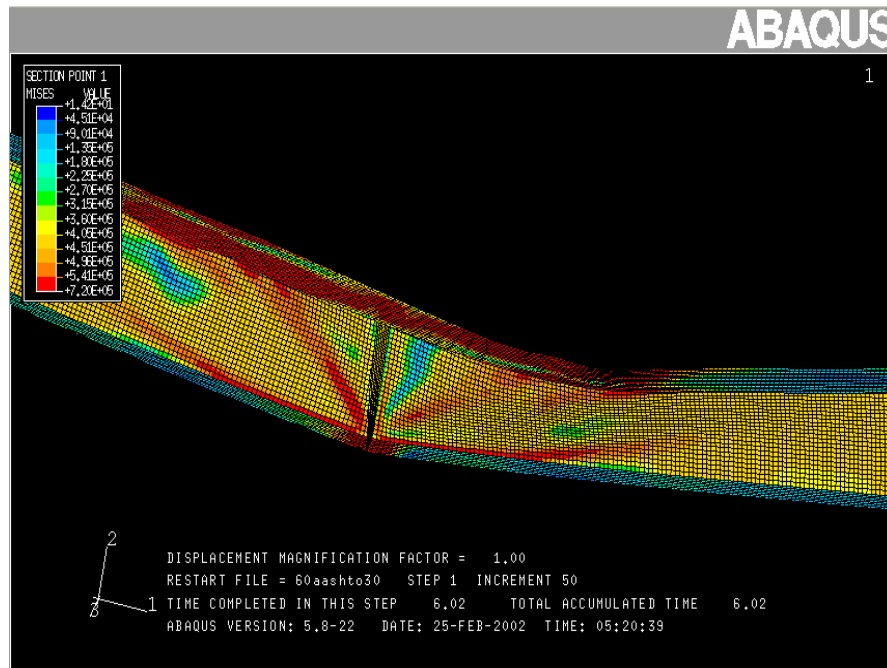 ABAQUS
1
SECTION POINT 1
MISES VALUE
+1.42E+01
+4.51E+04
+9.01E+04
+1.35E+05
+1.80E+05
+2.25E+05
+2.70E+05
+3.15E+05
+3.60E+05
+4.05E+05
+4.51E+05
+4.96E+05
+5.41E+05
+7.20E+05
2
3
1
DISPLACEMENT MAGNIFICATION FACTOR = 1.00
RESTART FILE = 60aashto30 STEP 1 INCREMENT 50
TIME COMPLETED IN THIS STEP 6.02 TOTAL ACCUMULATED TIME 6.02
ABAQUS VERSION: 5.8-22 DATE: 25-FEB-2002 TIME: 05:20:39